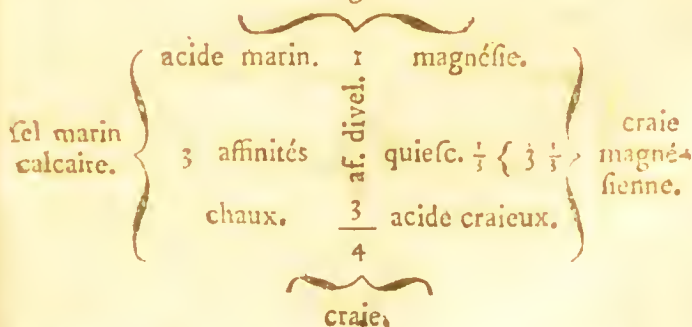 acide marin. 1 magnéſie.
af. divel.
ſel marin
calcaire.
3 affinités quieſc. 1/3 { 3 1/3
craie
magné-
ſienne.
chaux. 3 acide craieux.
4
craie.